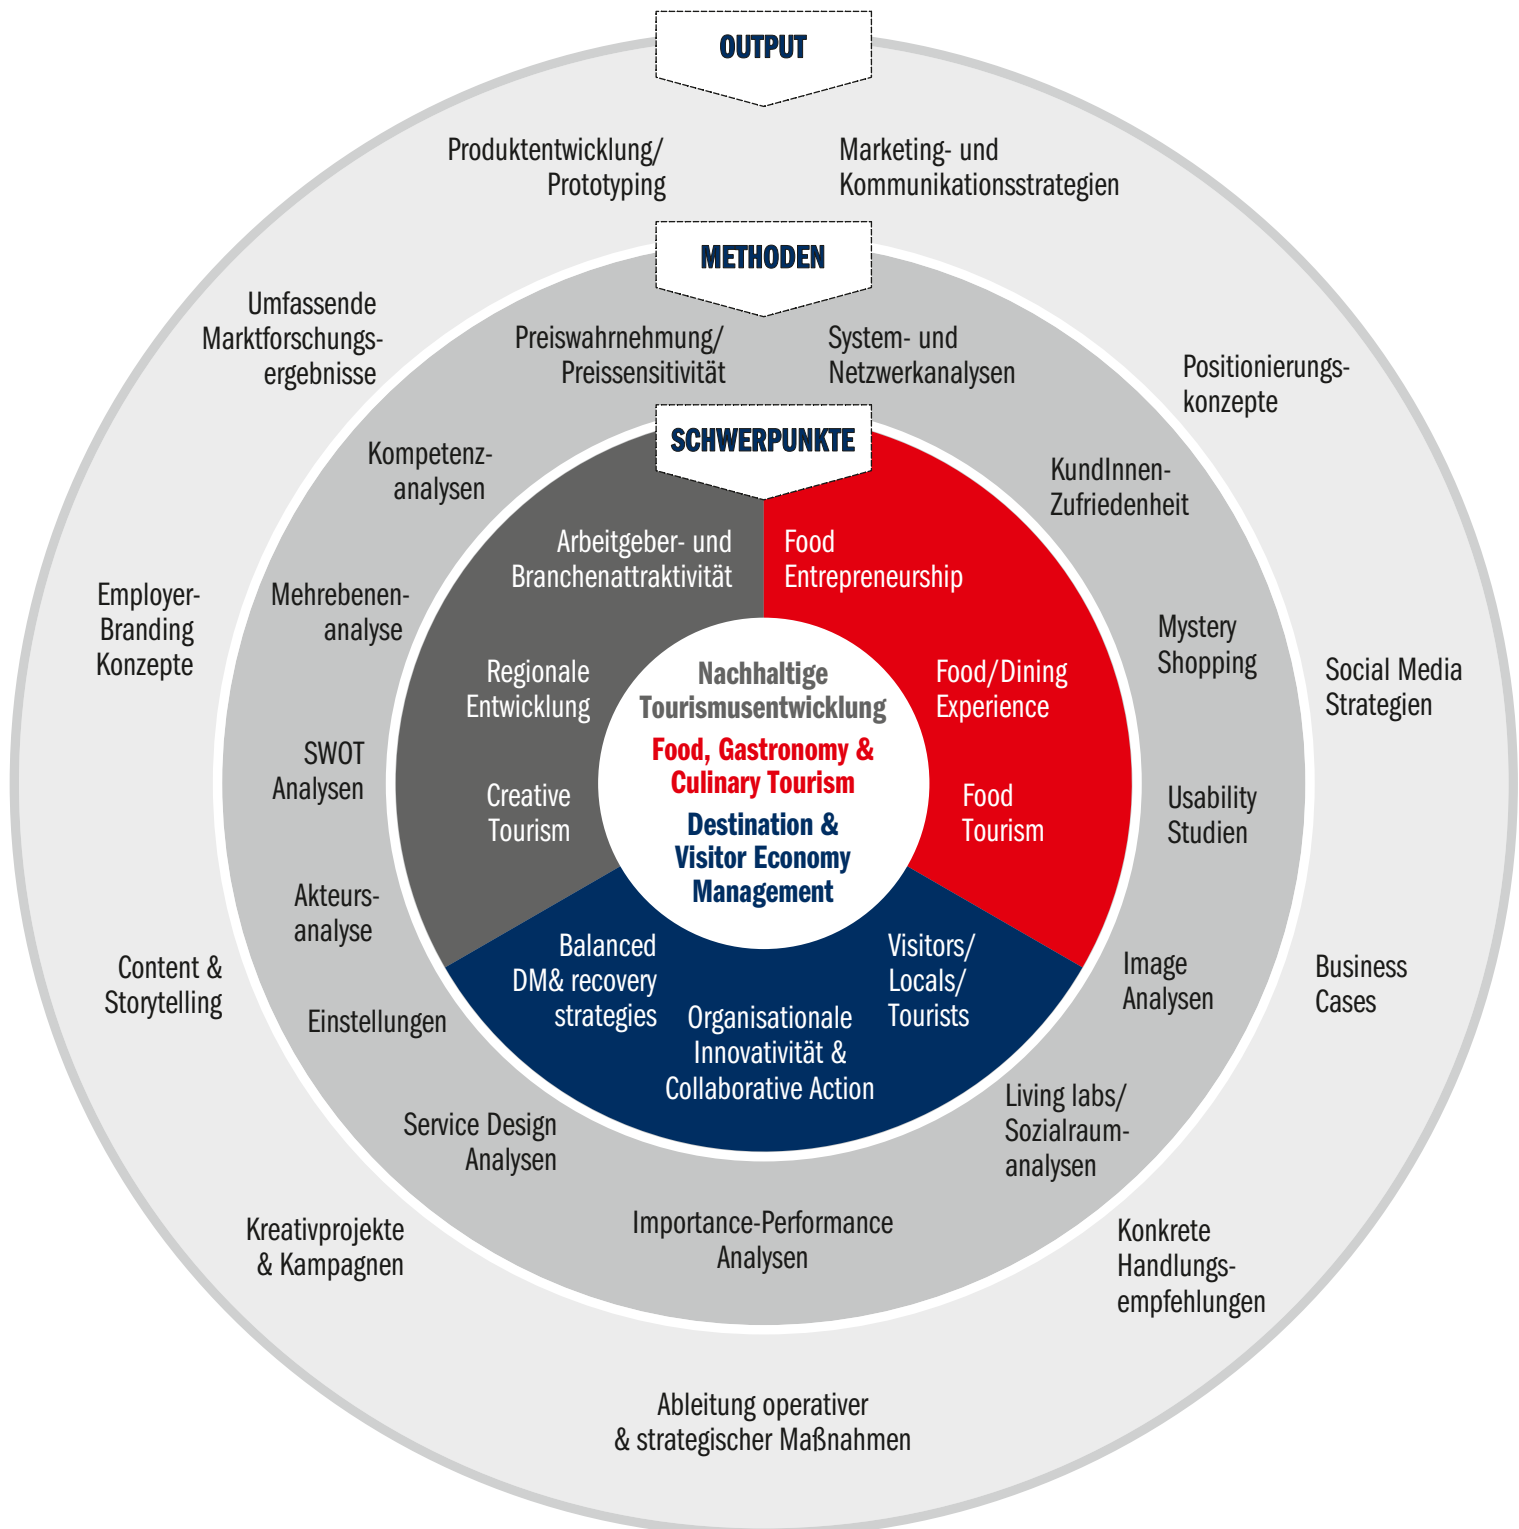 OUTPUT
Produktentwicklung/
Prototyping
Marketing- und
Kommunikationsstrategien
Positionierungs-
konzepte
Social Media
Strategien
Business
Cases
Konkrete
Handlungs-
empfehlungen
Ableitung operativer
& strategischer Maßnahmen
Kreativprojekte
& Kampagnen
Content &
Storytelling
Employer-
Branding
Konzepte
Umfassende
Marktforschungs-
ergebnisse
METHODEN
Preiswahrnehmung/
Preissensitivität
System- und
Netzwerkanalysen
KundInnen-
Zufriedenheit
Mystery
Shopping
Usability
Studien
Image
Analysen
Living labs/
Sozialraum-
analysen
Importance-Performance
Analysen
Service Design
Analysen
Einstellungen
Akteurs-
analyse
SWOT
Analysen
Mehrebenen-
analyse
Kompetenz-
analysen
SCHWERPUNKTE
Arbeitgeber- und
Branchenattraktivität
Regionale
Entwicklung
Creative
Tourism
Food
Entrepreneurship
Food/Dining
Experience
Food
Tourism
Balanced
DM& recovery
strategies
Organisationale
Innovativität &
Collaborative Action
Visitors/
Locals/
Tourists
Nachhaltige
Tourismusentwicklung
Food, Gastronomy &
Culinary Tourism
Destination &
Visitor Economy
Management